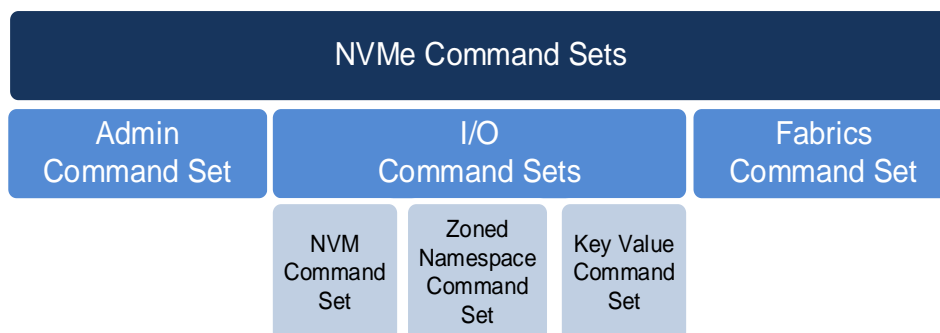 NVMe Command Sets
Admin
Command Set
I/O
Command Sets
Fabrics
Command Set
NVM
Command
Set
Zoned
Namespace
Command
Set
Key Value
Command
Set